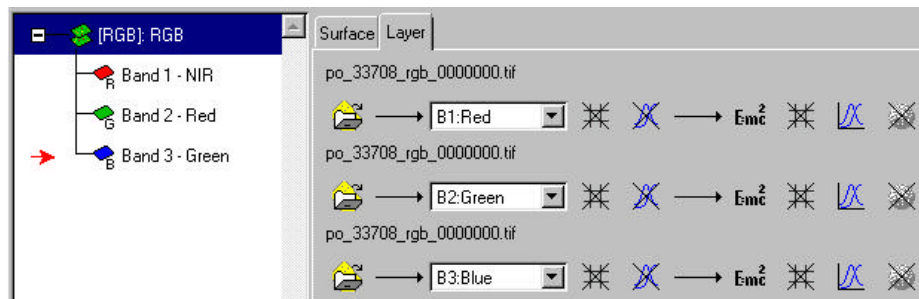 [RGB]: RGB
R Band 1 - NIR
G Band 2 - Red
B Band 3 - Green
Surface Layer
po_33708_rgb_0000000.tif
B1:Red Emc2
po_33708_rgb_0000000.tif
B2:Green Emc2
po_33708_rgb_0000000.tif
B3:Blue Emc2